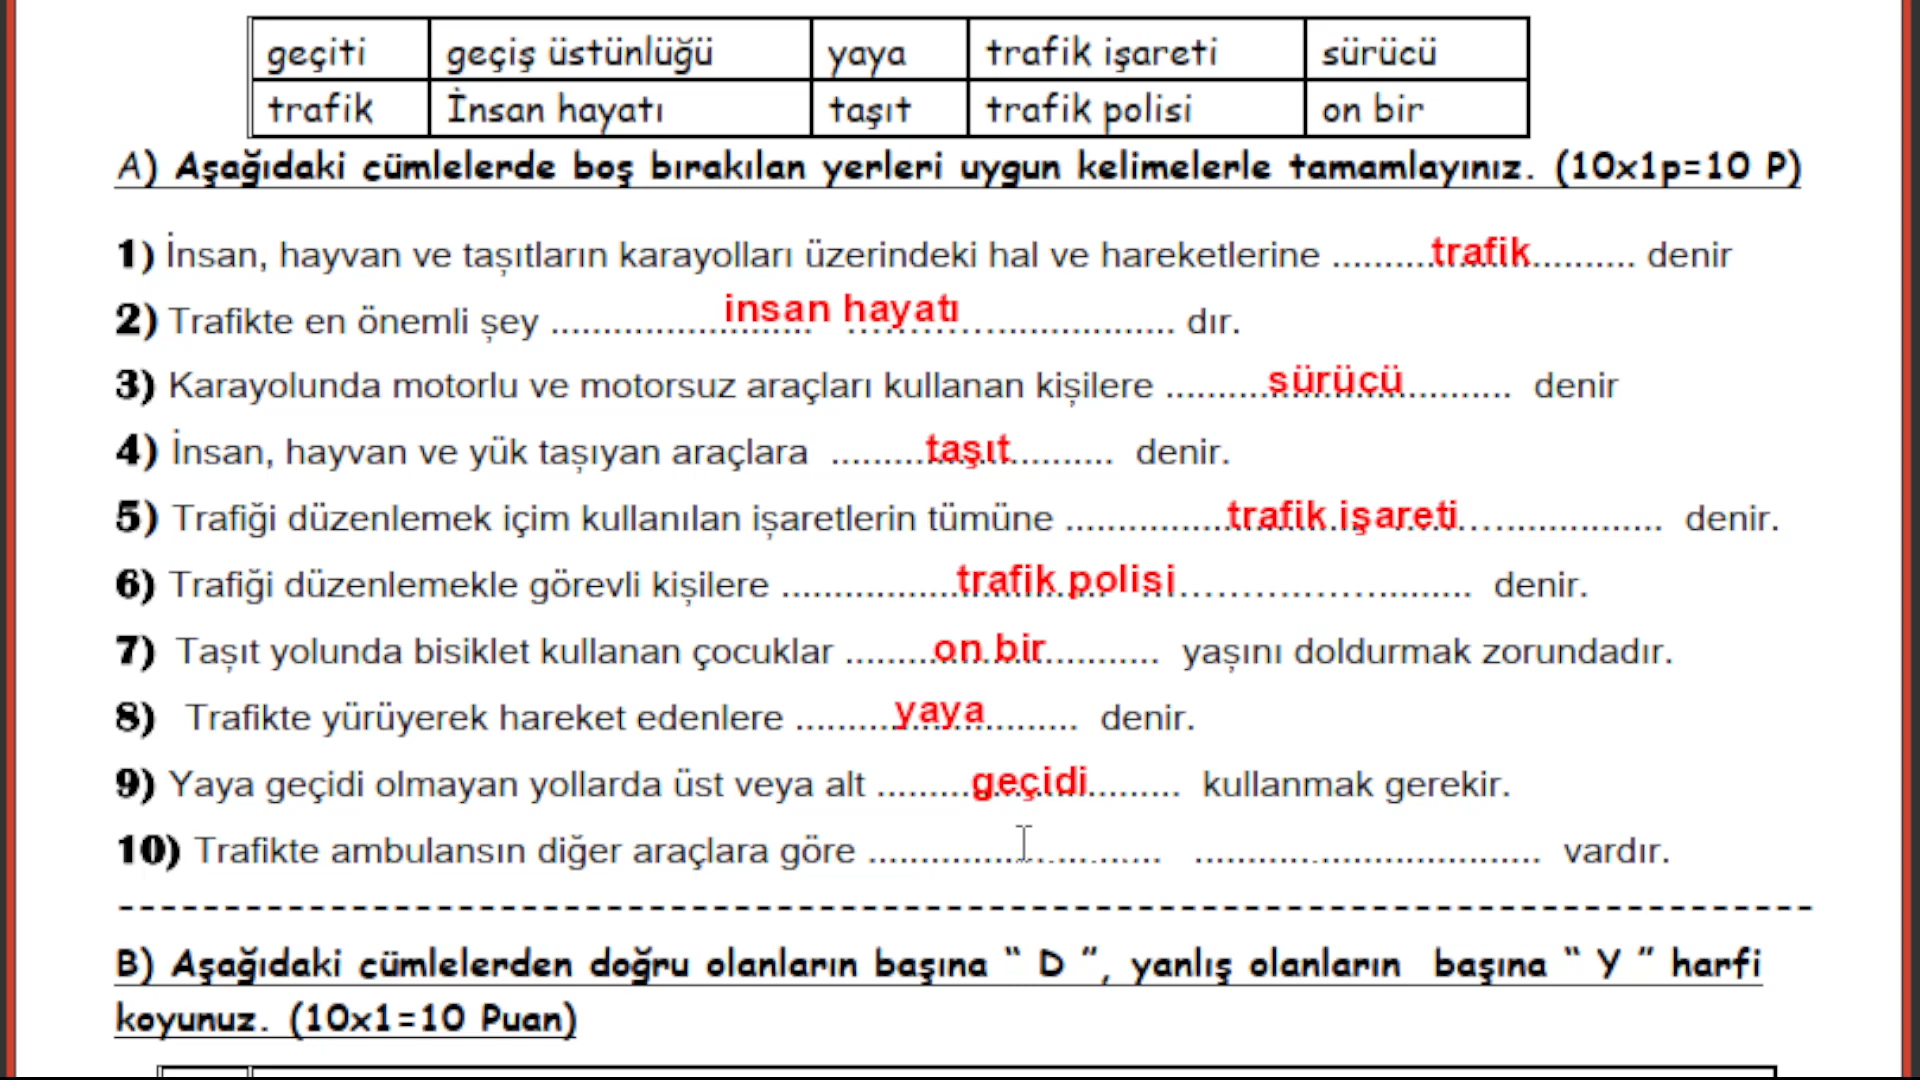 geçiti geçiş üstünlüğü yaya trafik işareti sürücü
trafik İnsan hayatı taşıt trafik polisi on bir
A) Aşağıdaki cümlelerde boş bırakılan yerleri uygun kelimelerle tamamlayınız. (10x1p=10 P)
1) İnsan, hayvan ve taşıtların karayolları üzerindeki hal ve hareketlerine ..........trafik.......... denir
2) Trafikte en önemli şey .................insan hayatı.................. dır.
3) Karayolunda motorlu ve motorsuz araçları kullanan kişilere ..........sürücü.......... denir
4) İnsan, hayvan ve yük taşıyan araçlara .........taşıt.......... denir.
5) Trafiği düzenlemek içim kullanılan işaretlerin tümüne ................trafik işareti.................... denir.
6) Trafiği düzenlemekle görevli kişilere .................trafik polisi............................. denir.
7) Taşıt yolunda bisiklet kullanan çocuklar .........on bir........... yaşını doldurmak zorundadır.
8) Trafikte yürüyerek hareket edenlere ..........yaya......... denir.
9) Yaya geçidi olmayan yollarda üst veya alt .........geçidi......... kullanmak gerekir.
10) Trafikte ambulansın diğer araçlara göre ............................ ................................. vardır.
B) Aşağıdaki cümlelerden doğru olanların başına “ D ”, yanlış olanların başına “ Y ” harfi
koyunuz. (10x1=10 Puan)